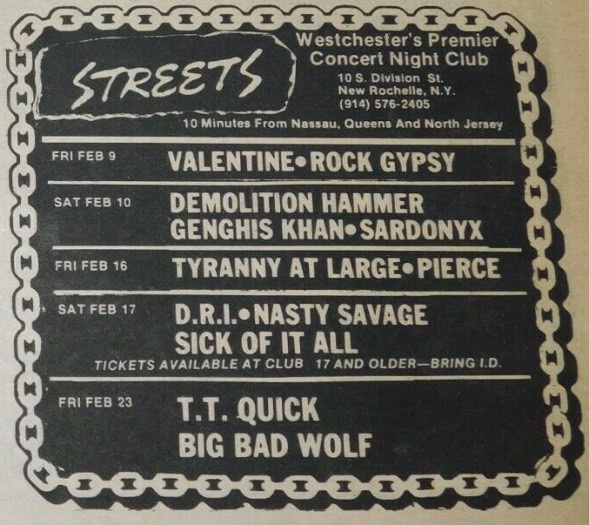 STREETS
Westchester's Premier
Concert Night Club
10 S. Division St.
New Rochelle, N.Y.
(914) 576-2405
10 Minutes From Nassau, Queens And North Jersey
FRI FEB 9 VALENTINE•ROCK GYPSY
SAT FEB 10 DEMOLITION HAMMER
GENGHIS KHAN•SARDONYX
FRI FEB 16 TYRANNY AT LARGE•PIERCE
SAT FEB 17 D.R.I.•NASTY SAVAGE
SICK OF IT ALL
TICKETS AVAILABLE AT CLUB 17 AND OLDER—BRING I.D.
FRI FEB 23 T.T. QUICK
BIG BAD WOLF